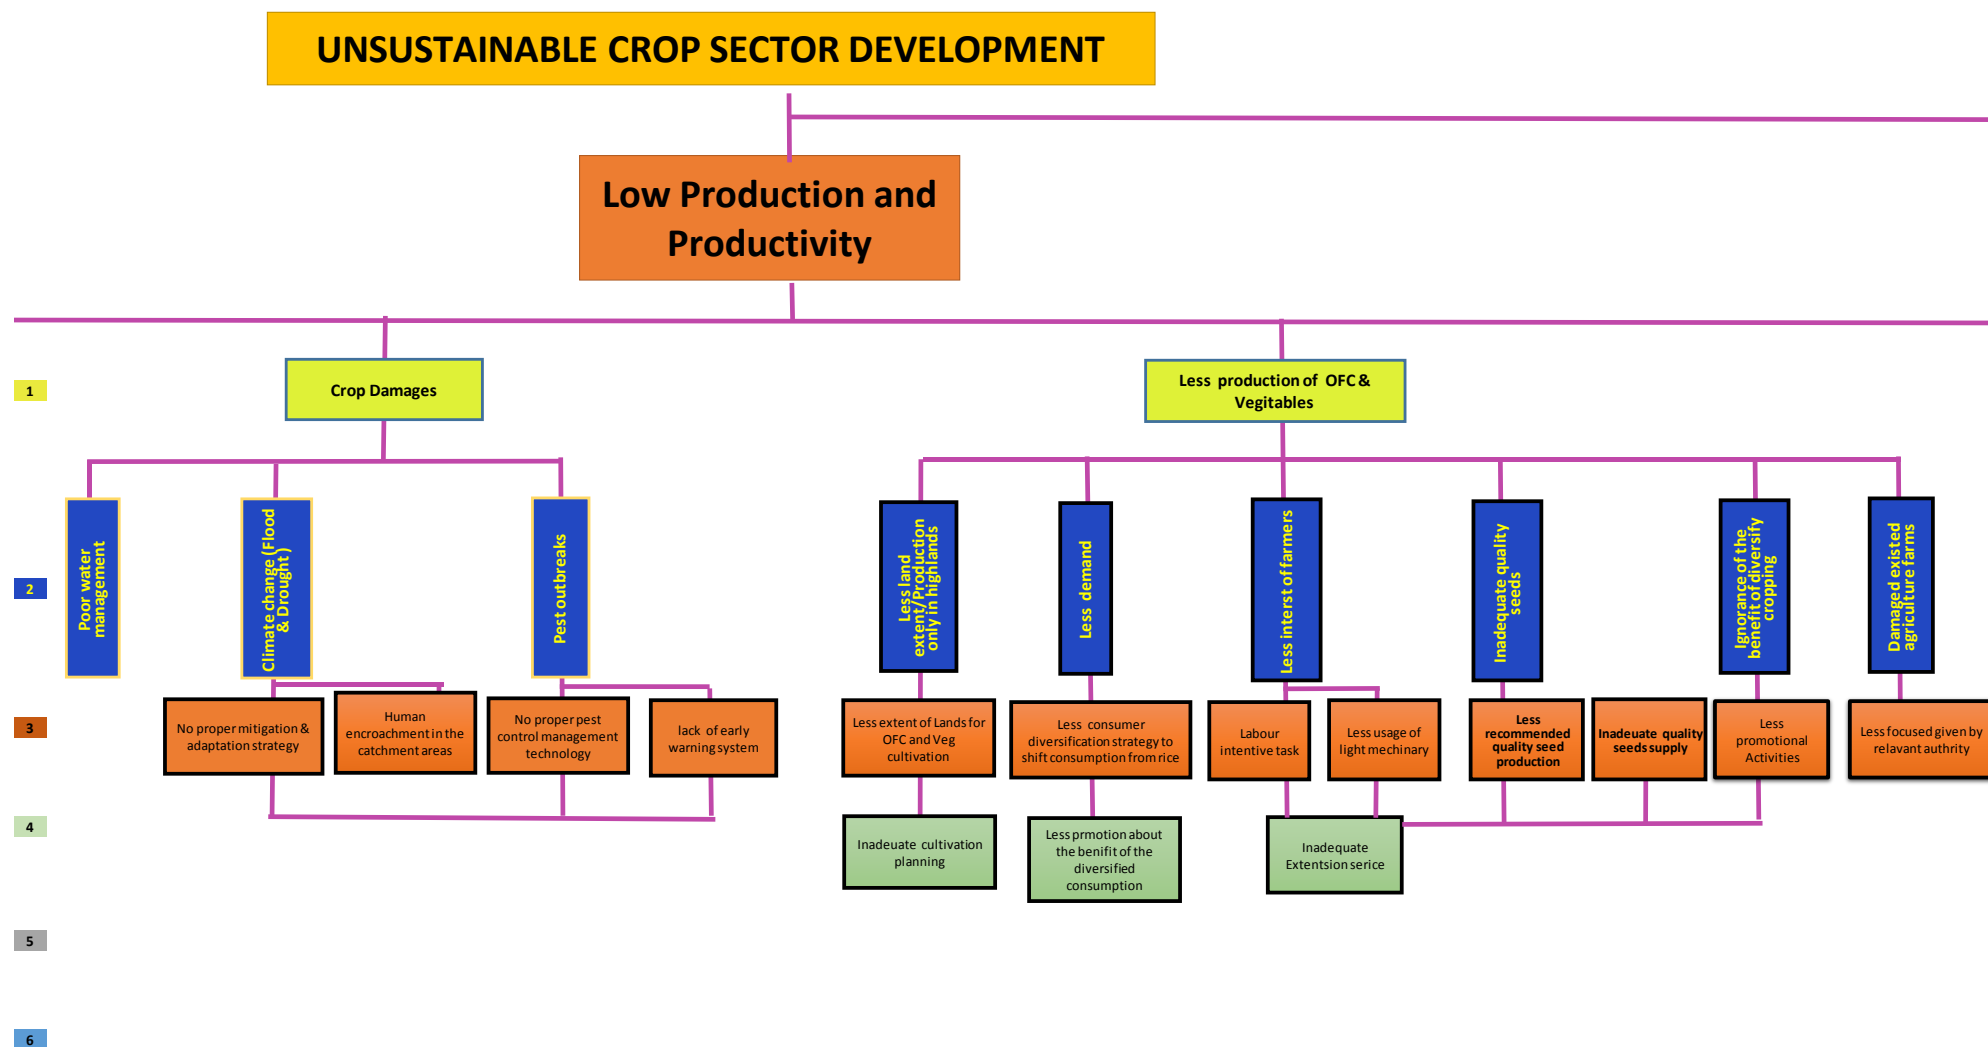 UNSUSTAINABLE CROP SECTOR DEVELOPMENT
Low Production and
Productivity
1
Crop Damages
Less production of OFC &
Vegitables
2
Poor water
management
Climate change (Flood
& Drought )
Pest outbreaks
Less land
extent/Production
only in highlands
Less demand
Less interst of farmers
Inadequate quality
seeds
Ignorance of the
benefit of diversify
cropping
Damaged existed
agriculture farms
3
No proper mitigation &
adaptation strategy
Human
encroachment in the
catchment areas
No proper pest
control management
technology
lack of early
warning system
Less extent of Lands for
OFC and Veg
cultivation
Less consumer
diversification strategy to
shift consumption from rice
Labour
intentive task
Less usage of
light mechinary
Less
recommended
quality seed
production
Inadeuate quality
seeds supply
Less
promotional
Activities
Less focused given by
relavant authrity
4
Inadeuate cultivation
planning
Less prmotion about
the benifit of the
diversified
consumption
Inadequate
Extentsion serice
5
6